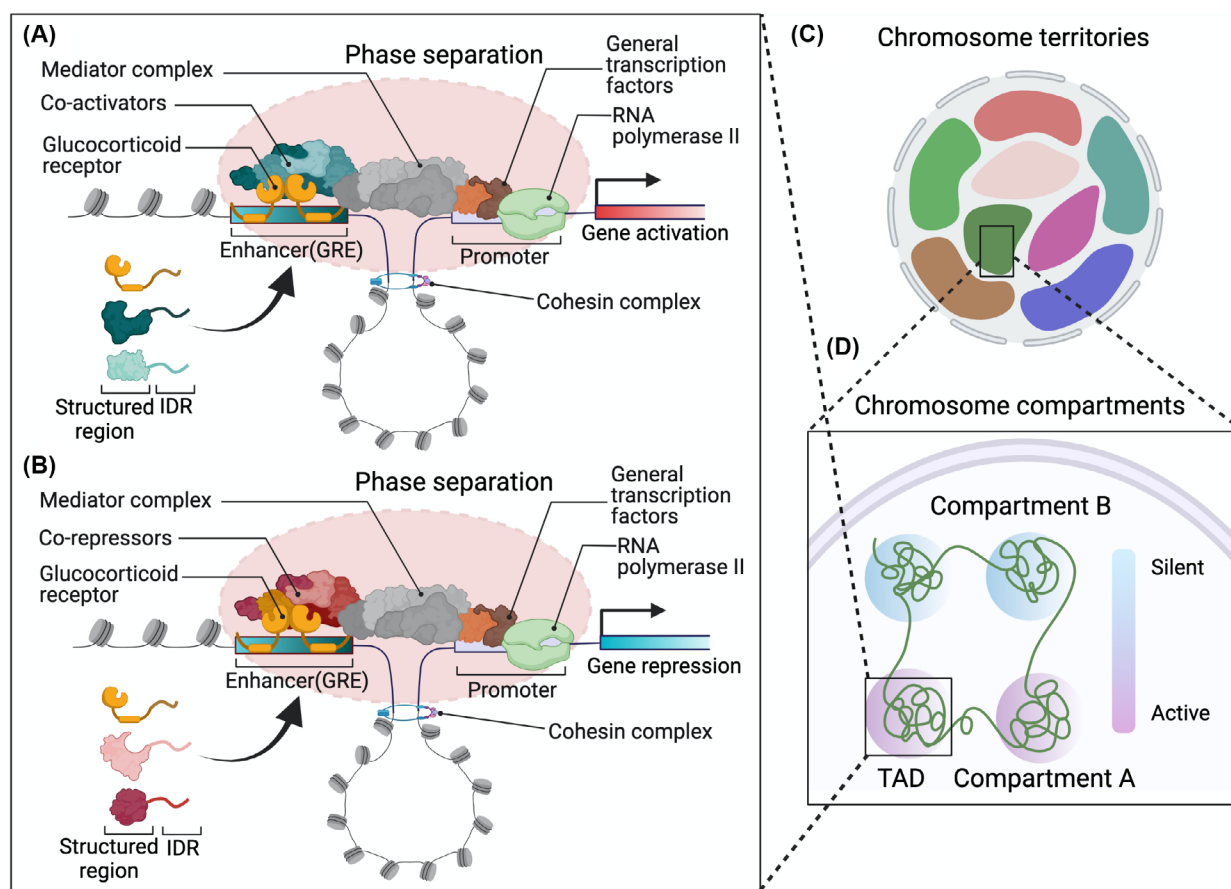 (A)
Phase separation
Mediator complex
Co-activators
Glucocorticoid
receptor
General
transcription
factors
RNA
polymerase II
Enhancer(GRE)
Promoter
Gene activation
Cohesin complex
Structured
region
IDR
(B)
Phase separation
Mediator complex
Co-repressors
Glucocorticoid
receptor
General
transcription
factors
RNA
polymerase II
Enhancer(GRE)
Promoter
Gene repression
Cohesin complex
Structured
region
IDR
(C)
Chromosome territories
(D)
Chromosome compartments
Compartment B
Silent
Active
TAD
Compartment A